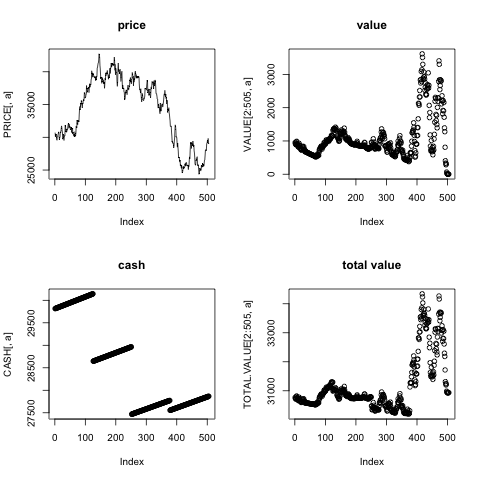 price
PRICE[, a]
35000
25000
0 100 200 300 400 500
Index
value
VALUE[2:505, a]
3000
2000
1000
0
0 100 200 300 400 500
Index
cash
CASH[, a]
29500
28500
27500
0 100 200 300 400 500
Index
total value
TOTAL.VALUE[2:505, a]
33000
31000
0 100 200 300 400 500
Index